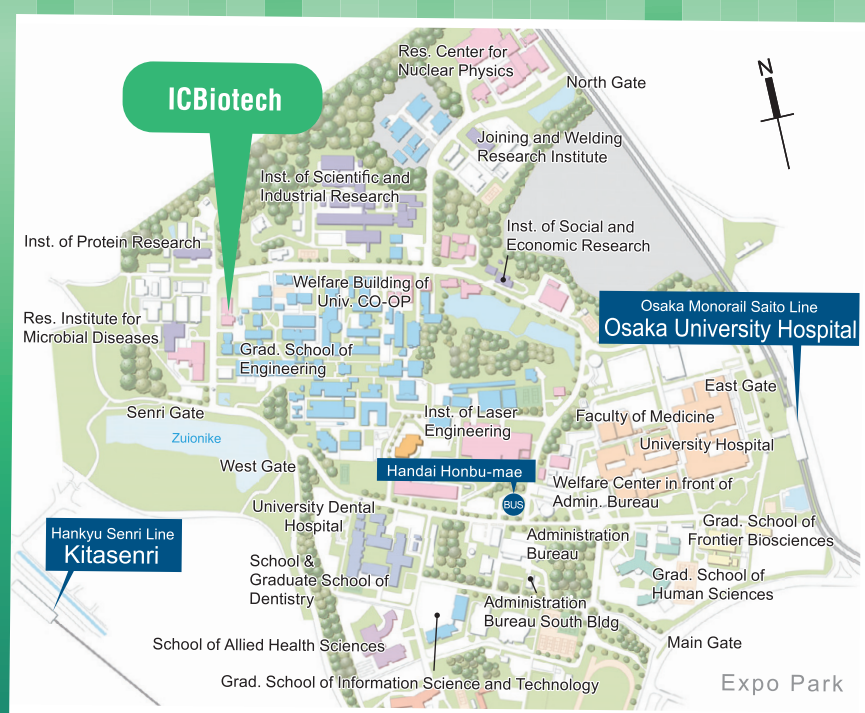 Res. Center for
Nuclear Physics
N
North Gate
ICBiotech
Joining and Welding
Research Institute
Inst. of Scientific and
Industrial Research
Inst. of Social and
Economic Research
Inst. of Protein Research
Welfare Building of
Univ. CO-OP
Osaka Monorail Saito Line
Osaka University Hospital
Res. Institute for
Microbial Diseases
Grad. School of
Engineering
East Gate
Senri Gate
Inst. of Laser
Engineering
Faculty of Medicine
Zuionike
University Hospital
West Gate
Handai Honbu-mae
BUS
Welfare Center in front of
Admin. Bureau
University Dental
Hospital
Hankyu Senri Line
Kitasenri
Administration
Bureau
Grad. School of
Frontier Biosciences
School &
Graduate School of
Dentistry
Grad. School of
Human Sciences
Administration
Bureau South Bldg
School of Allied Health Sciences
Main Gate
Grad. School of Information Science and Technology
Expo Park